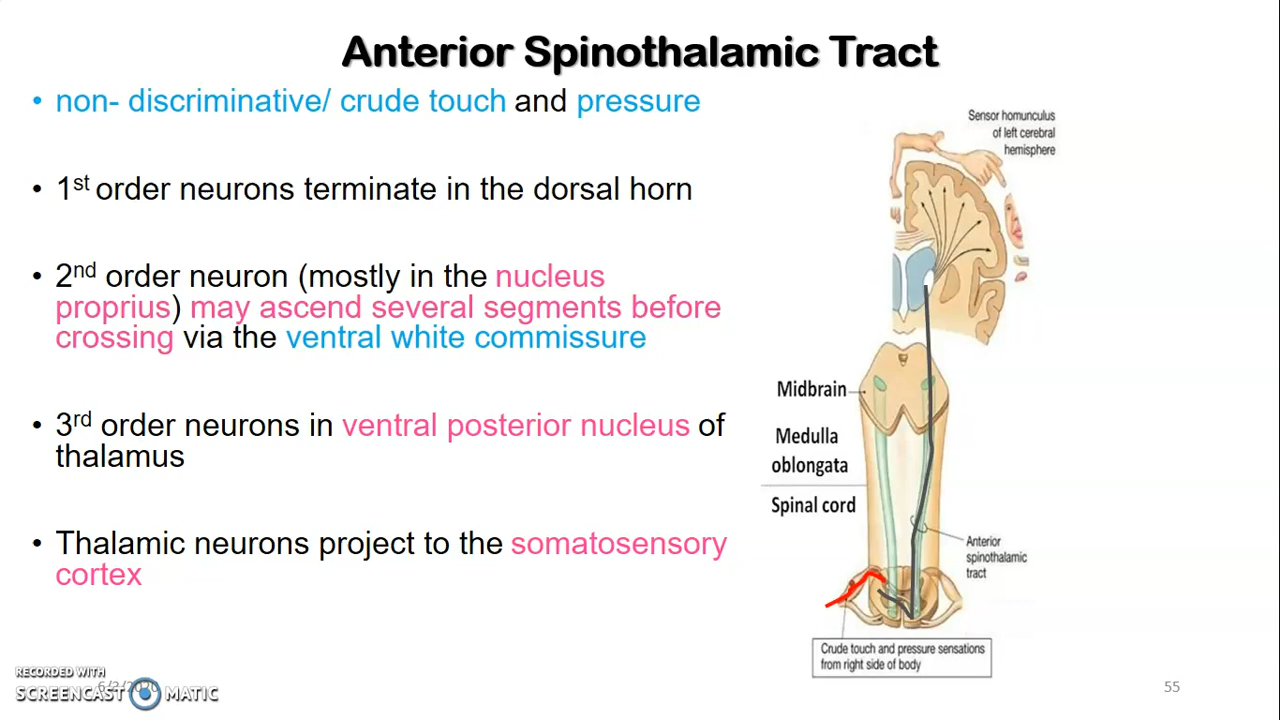 Anterior Spinothalamic Tract
• non- discriminative/ crude touch and pressure
• 1st order neurons terminate in the dorsal horn
• 2nd order neuron (mostly in the nucleus
proprius) may ascend several segments before
crossing via the ventral white commissure
• 3rd order neurons in ventral posterior nucleus of
thalamus
• Thalamic neurons project to the somatosensory
cortex
Sensor homunculus
of left cerebral
hemisphere
Midbrain
Medulla
oblongata
Spinal cord
Anterior
spinothalamic
tract
Crude touch and pressure sensations
from right side of body
RECORDED WITH
SCREENCAST MATIC
55